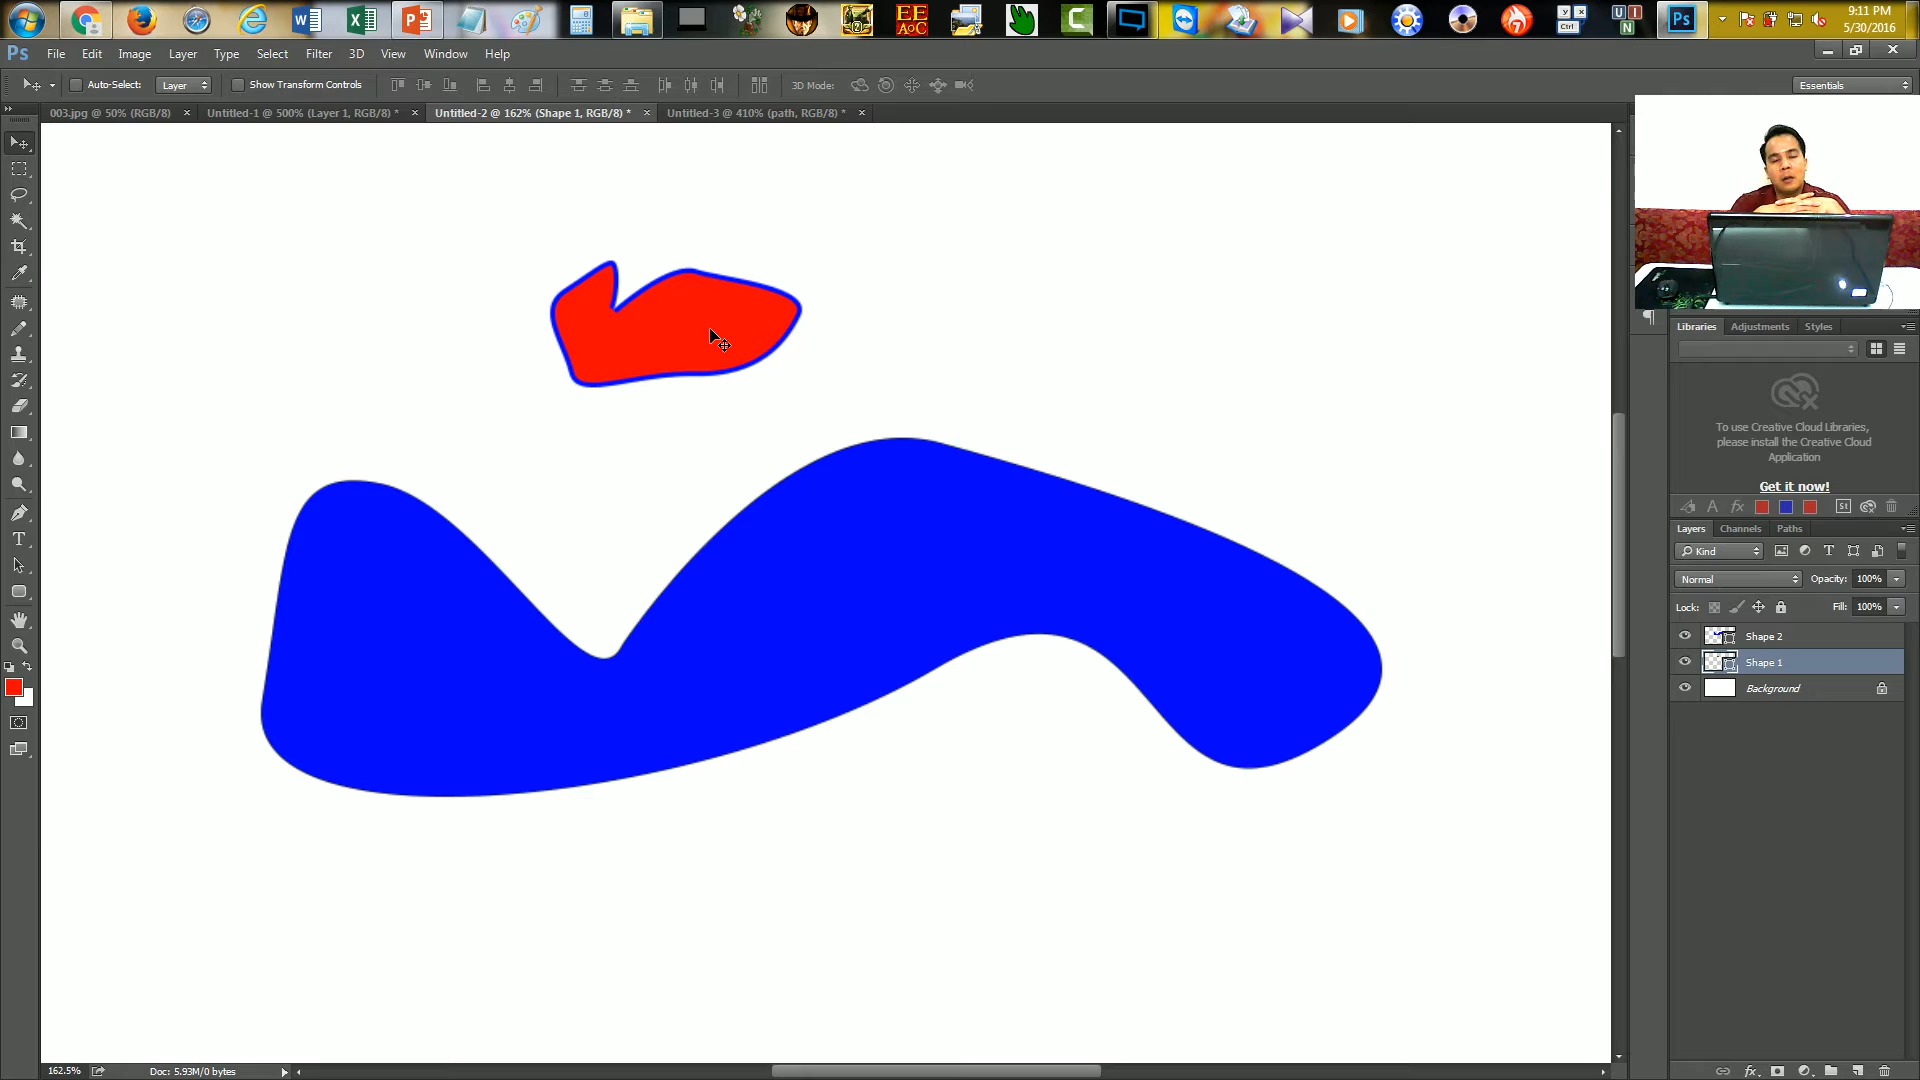 9:11 PM
5/30/2016
Ps File Edit Image Layer Type Select Filter 3D View Window Help
Auto-Select: Layer Show Transform Controls 3D Mode: Essentials
003.jpg @ 50% (RGB/8) × Untitled-1 @ 500% (Layer 1, RGB/8) * × Untitled-2 @ 162% (Shape 1, RGB/8) * × Untitled-3 @ 410% (path, RGB/8) * ×
Libraries Adjustments Styles
To use Creative Cloud Libraries,
please install the Creative Cloud
Application
Get it now!
St
Layers Channels Paths
Kind
Normal Opacity: 100%
Lock: Fill: 100%
Shape 2
Shape 1
Background
162.5% Doc: 5.93M/0 bytes